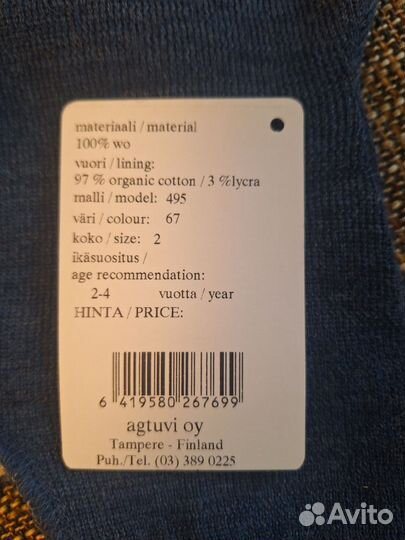 materiaali / material
100% wo
vuori / lining:
97 % organic cotton / 3 %lycra
malli / model: 495
väri / colour: 67
koko / size: 2
ikäsuositus /
age recommendation:
2-4 vuotta / year
HINTA / PRICE:
6 419580 267699
agtuvi oy
Tampere - Finland
Puh./Tel. (03) 389 0225
Avito